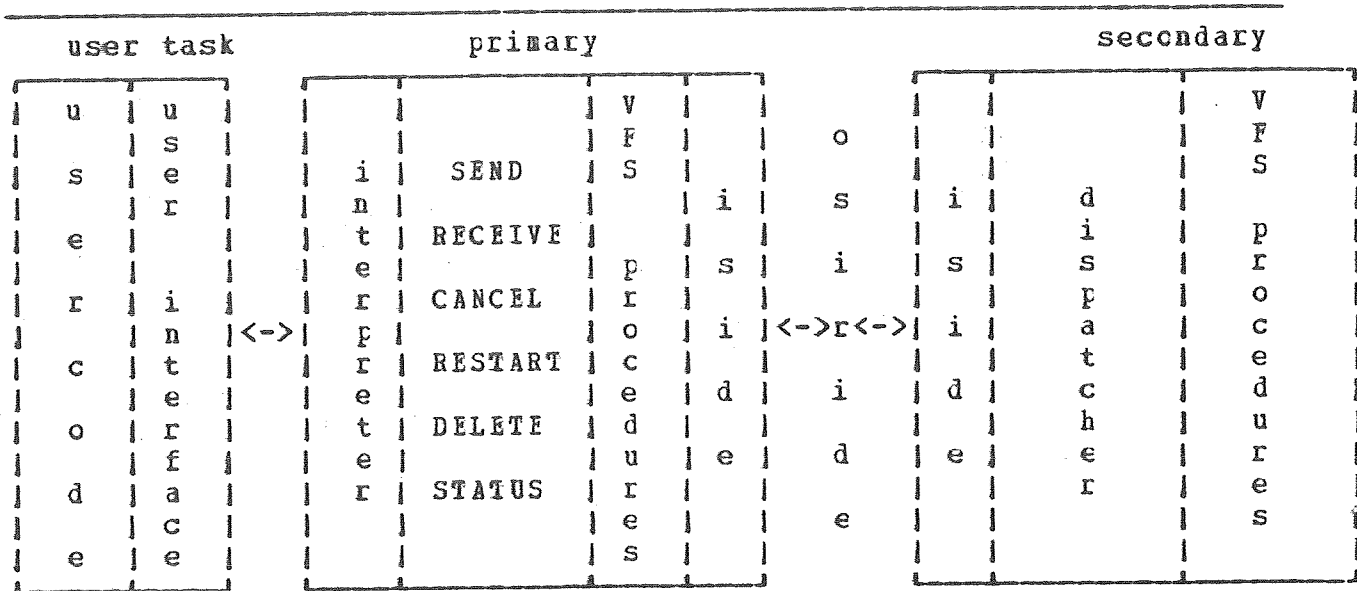 user task
primary
secondary
user code
user interface
<->
interpreter
SEND
RECEIVE
CANCEL
RESTART
DELETE
STATUS
VFS procedures
iside
<->
osiride
<->
iside
dispatcher
VFS procedures